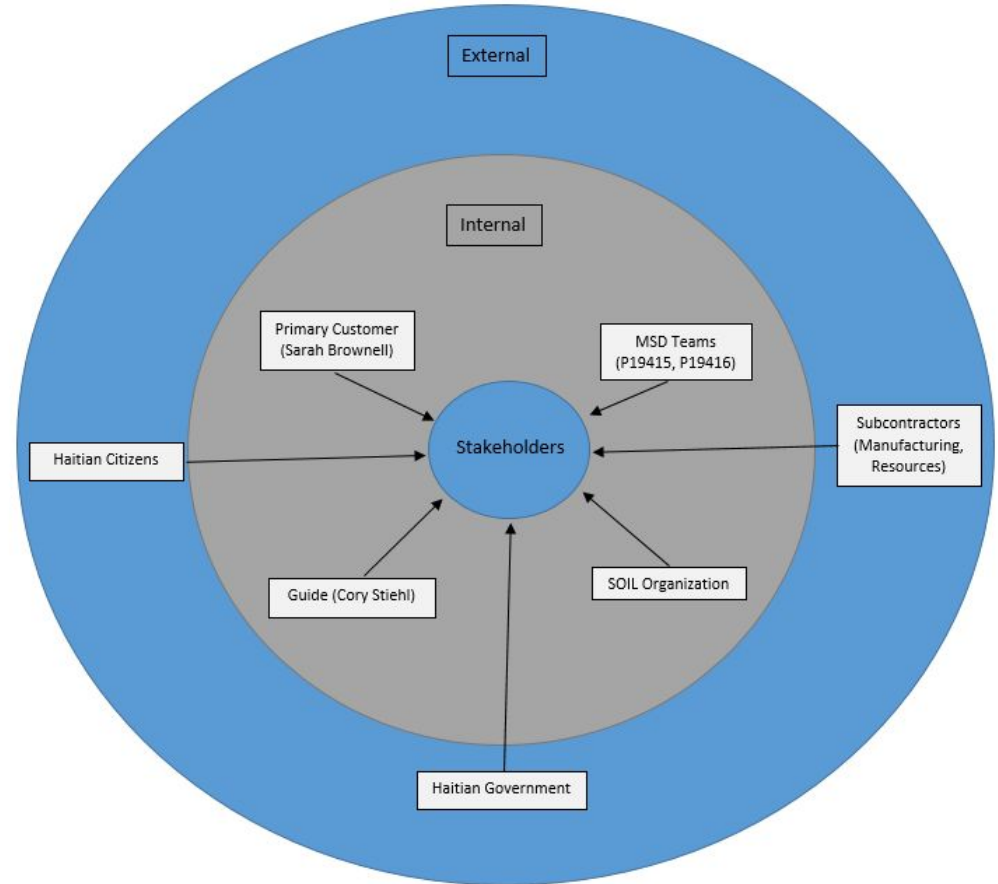 External
Internal
Primary Customer
(Sarah Brownell)
MSD Teams
(P19415, P19416)
Stakeholders
Subcontractors
(Manufacturing,
Resources)
Haitian Citizens
Guide (Cory Stiehl)
SOIL Organization
Haitian Government